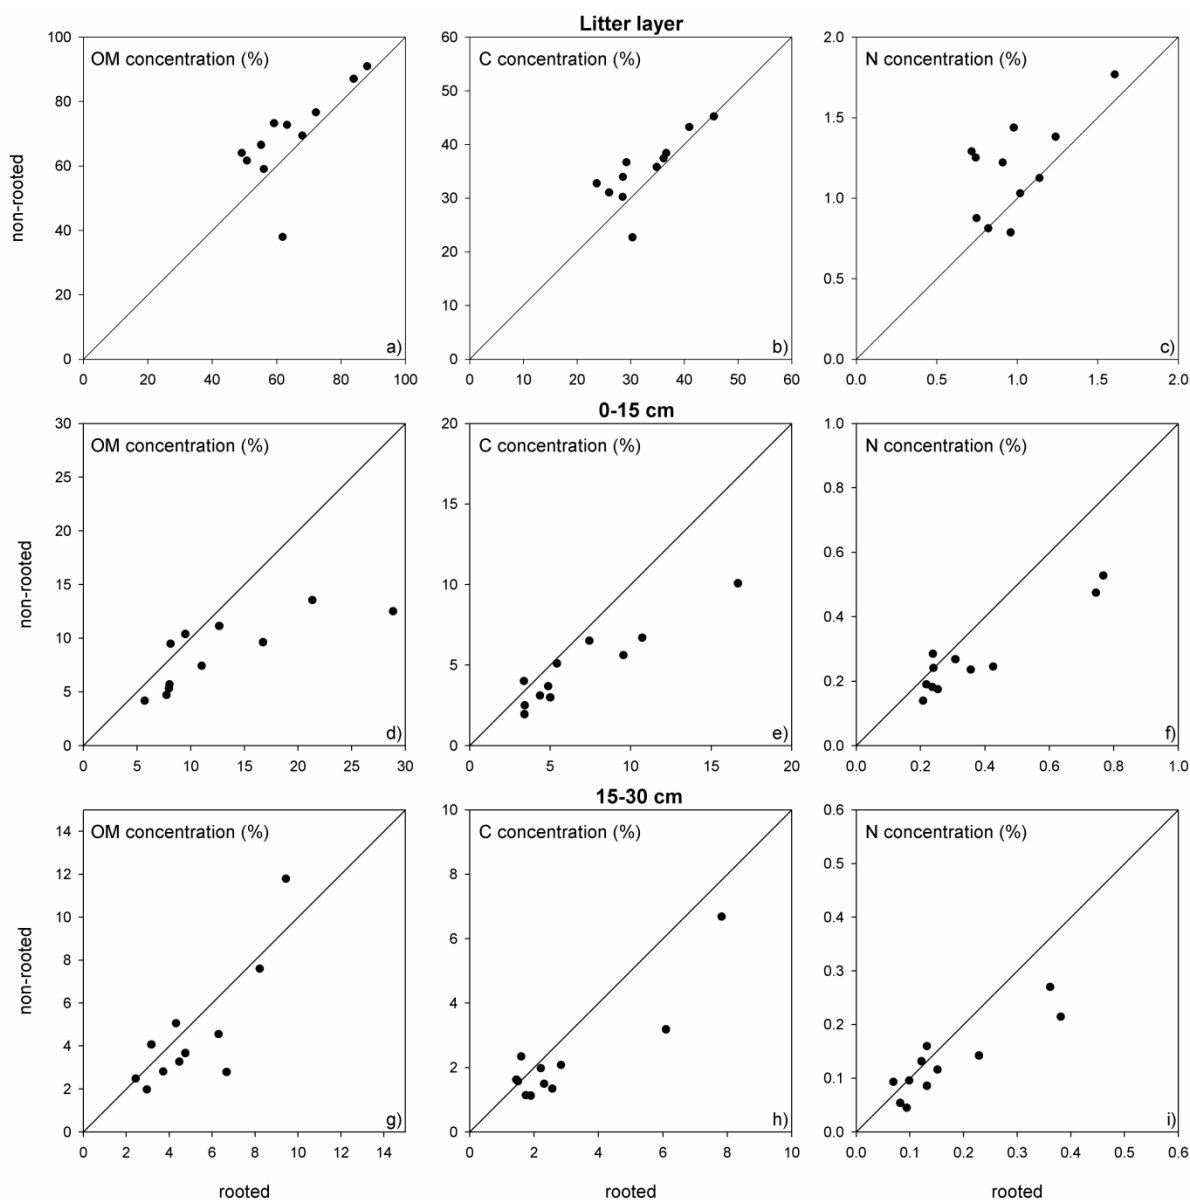 Litter layer
100
80
60
40
20
0
non-rooted
OM concentration (%)
a)
0 20 40 60 80 100
60
50
40
30
20
10
0
C concentration (%)
b)
0 10 20 30 40 50 60
2.0
1.5
1.0
0.5
0.0
N concentration (%)
c)
0.0 0.5 1.0 1.5 2.0
0-15 cm
30
25
20
15
10
5
0
non-rooted
OM concentration (%)
d)
0 5 10 15 20 25 30
20
15
10
5
0
C concentration (%)
e)
0 5 10 15 20
1.0
0.8
0.6
0.4
0.2
0.0
N concentration (%)
f)
0.0 0.2 0.4 0.6 0.8 1.0
15-30 cm
14
12
10
8
6
4
2
0
non-rooted
OM concentration (%)
g)
0 2 4 6 8 10 12 14
rooted
10
8
6
4
2
0
C concentration (%)
h)
0 2 4 6 8 10
rooted
0.6
0.5
0.4
0.3
0.2
0.1
0.0
N concentration (%)
i)
0.0 0.1 0.2 0.3 0.4 0.5 0.6
rooted